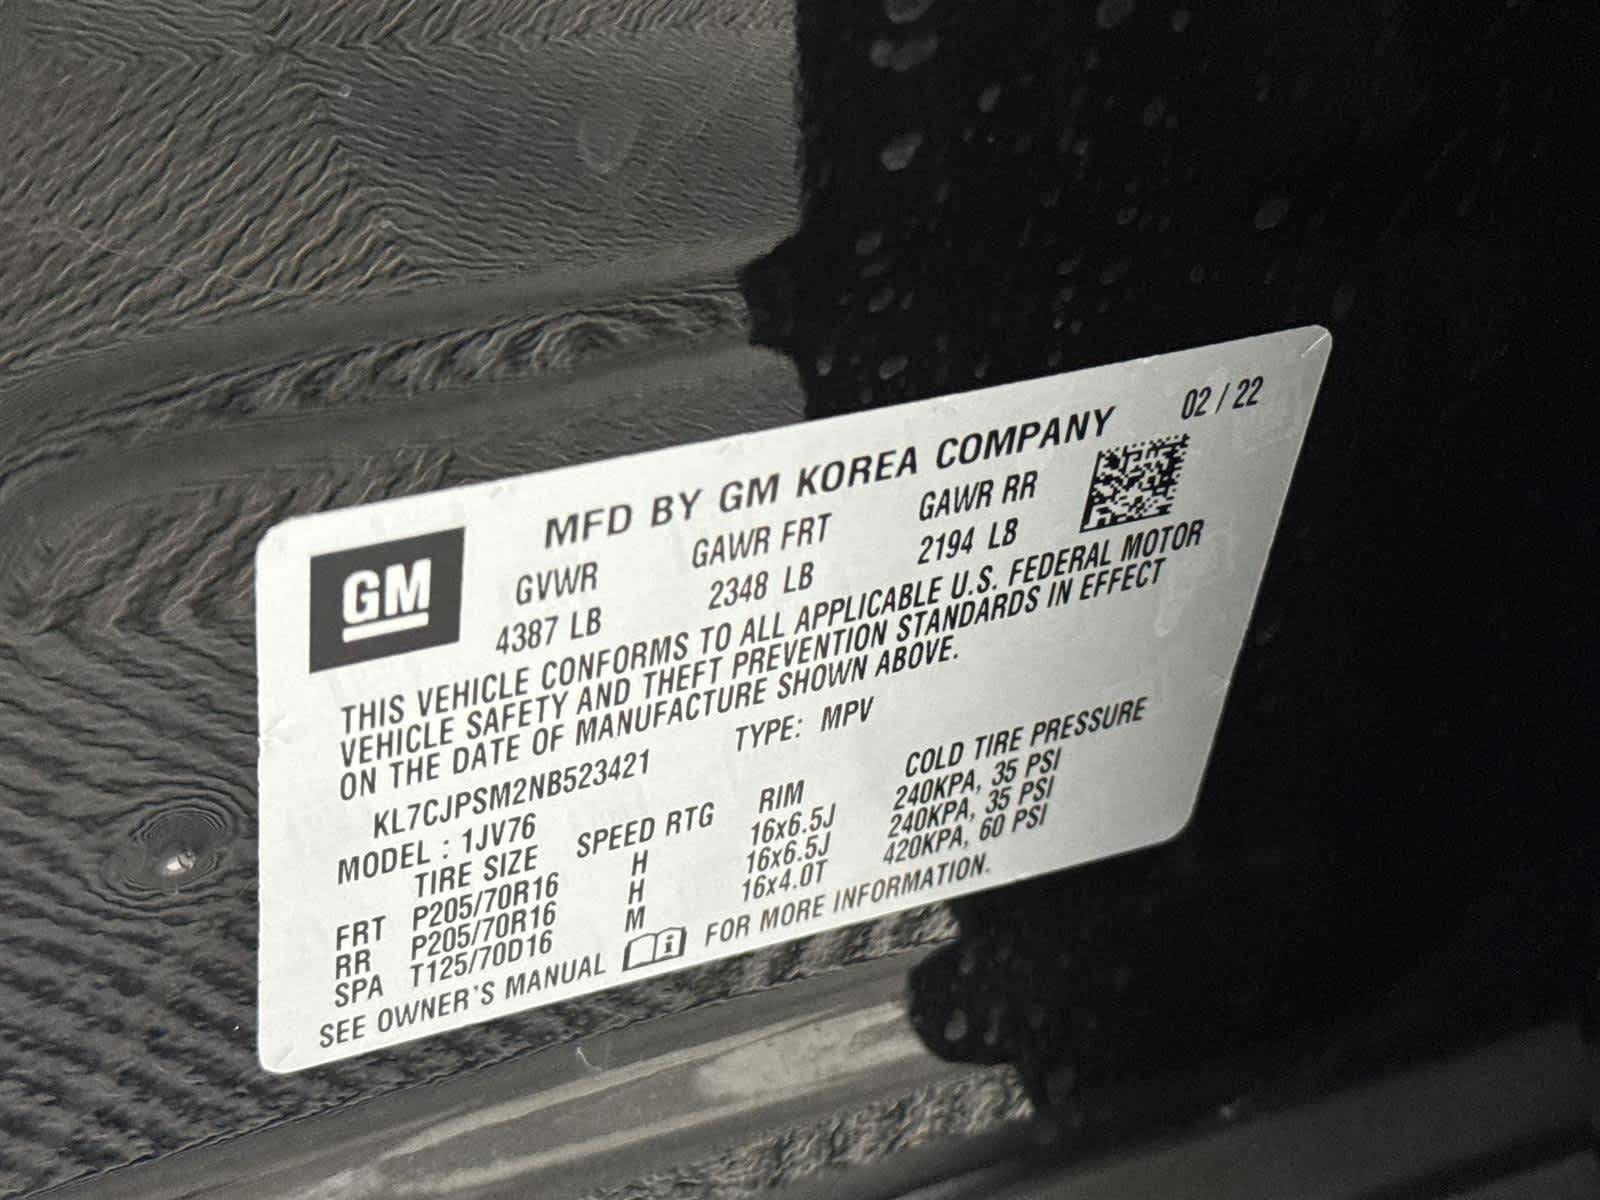 02 / 22
MFD BY GM KOREA COMPANY
GM
GVWR GAWR FRT GAWR RR
4387 LB 2348 LB 2194 LB
THIS VEHICLE CONFORMS TO ALL APPLICABLE U.S. FEDERAL MOTOR
VEHICLE SAFETY AND THEFT PREVENTION STANDARDS IN EFFECT
ON THE DATE OF MANUFACTURE SHOWN ABOVE.
KL7CJPSM2NB523421 TYPE: MPV
MODEL : 1JV76
TIRE SIZE SPEED RTG RIM COLD TIRE PRESSURE
FRT P205/70R16 H 16x6.5J 240KPA, 35 PSI
RR P205/70R16 H 16x6.5J 240KPA, 35 PSI
SPA T125/70D16 M 16x4.0T 420KPA, 60 PSI
SEE OWNER'S MANUAL FOR MORE INFORMATION.